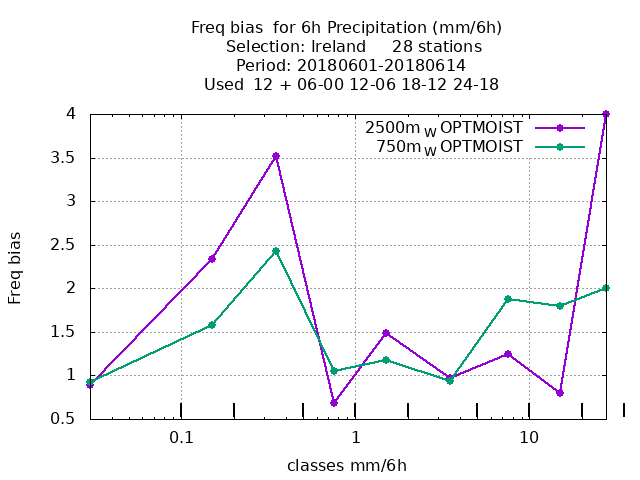 Freq bias  for 6h Precipitation (mm/6h)
Selection: Ireland     28 stations
Period: 20180601-20180614
Used  12 + 06-00 12-06 18-12 24-18
2500m W OPTMOIST
750m W OPTMOIST
4
3.5
3
2.5
2
1.5
1
0.5
Freq bias
0.1 1 10
classes mm/6h